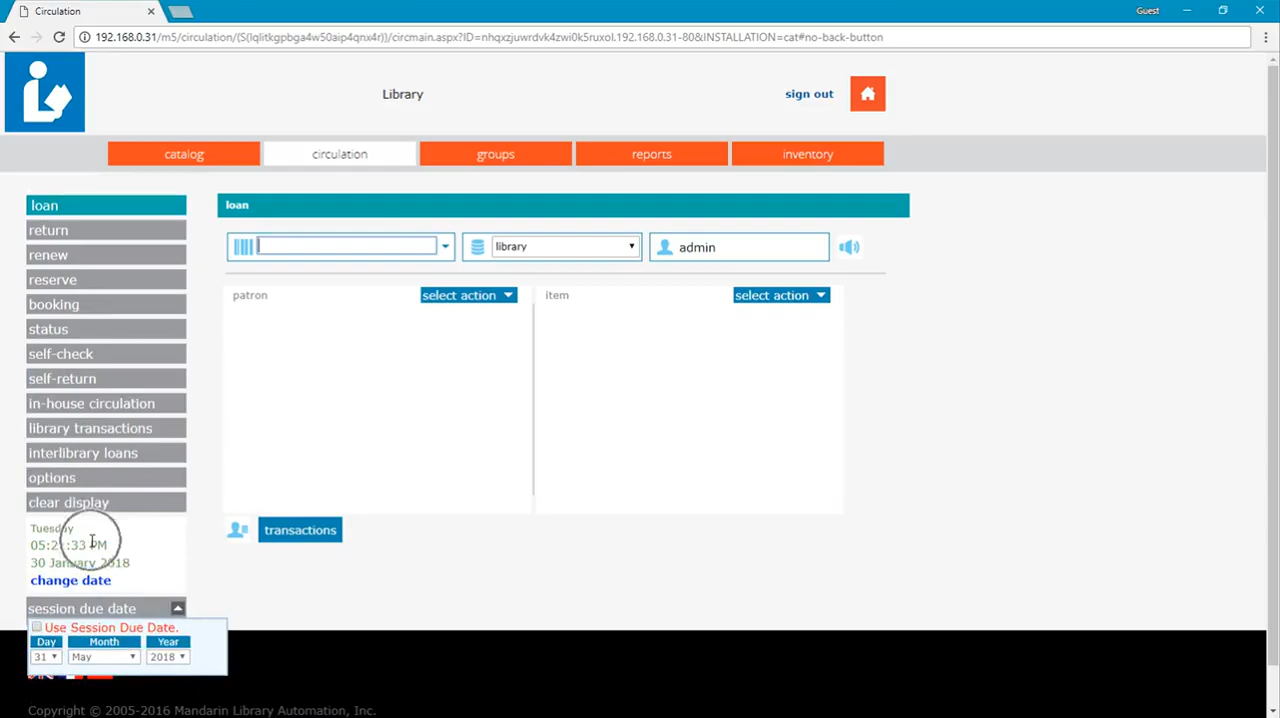 Circulation
Guest
192.168.0.31/m5/circulation/(S(lqlitkgpbga4w50aip4qnx4r))/circmain.aspx?ID=nhqxzjuwrdvk4zwi0k5ruxol.192.168.0.31-80&INSTALLATION=cat#no-back-button
Library
sign out
catalog
circulation
groups
reports
inventory
loan
return
renew
reserve
booking
status
self-check
self-return
in-house circulation
library transactions
interlibrary loans
options
clear display
Tuesday
05:21:33 PM
30 January 2018
change date
session due date
Use Session Due Date.
Day Month Year
31 May 2018
loan
library
admin
patron
select action
item
select action
transactions
Copyright © 2005-2016 Mandarin Library Automation, Inc.